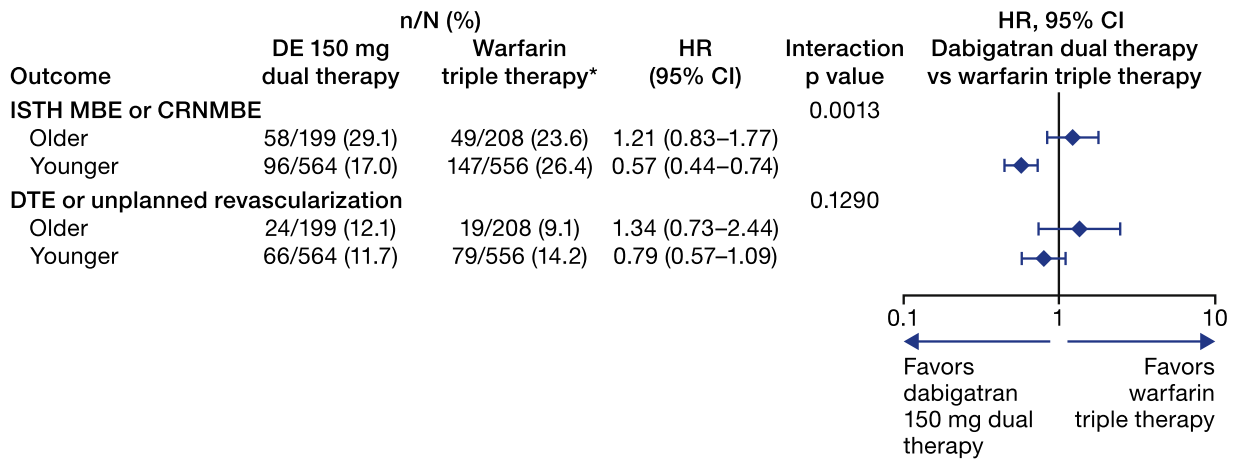 n/N (%)
HR, 95% CI
DE 150 mg Warfarin HR Interaction Dabigatran dual therapy
Outcome dual therapy triple therapy* (95% CI) p value vs warfarin triple therapy
ISTH MBE or CRNMBE 0.0013
Older 58/199 (29.1) 49/208 (23.6) 1.21 (0.83–1.77)
Younger 96/564 (17.0) 147/556 (26.4) 0.57 (0.44–0.74)
DTE or unplanned revascularization 0.1290
Older 24/199 (12.1) 19/208 (9.1) 1.34 (0.73–2.44)
Younger 66/564 (11.7) 79/556 (14.2) 0.79 (0.57–1.09)
0.1 1 10
Favors
dabigatran
150 mg dual
therapy
Favors
warfarin
triple therapy